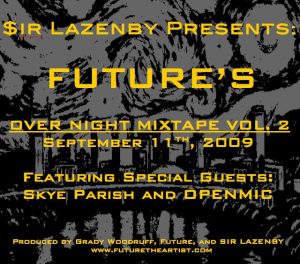 $ir Lazenby Presents:
FUTURE'S
OVER NIGHT MIXTAPE VOL. 2
September 11TH, 2009
Featuring Special Guests:
Skye Parish and DPENMIC
Produced by Grady Woodruff, Future, and SIR LAZENBY
www.futuretheartist.com